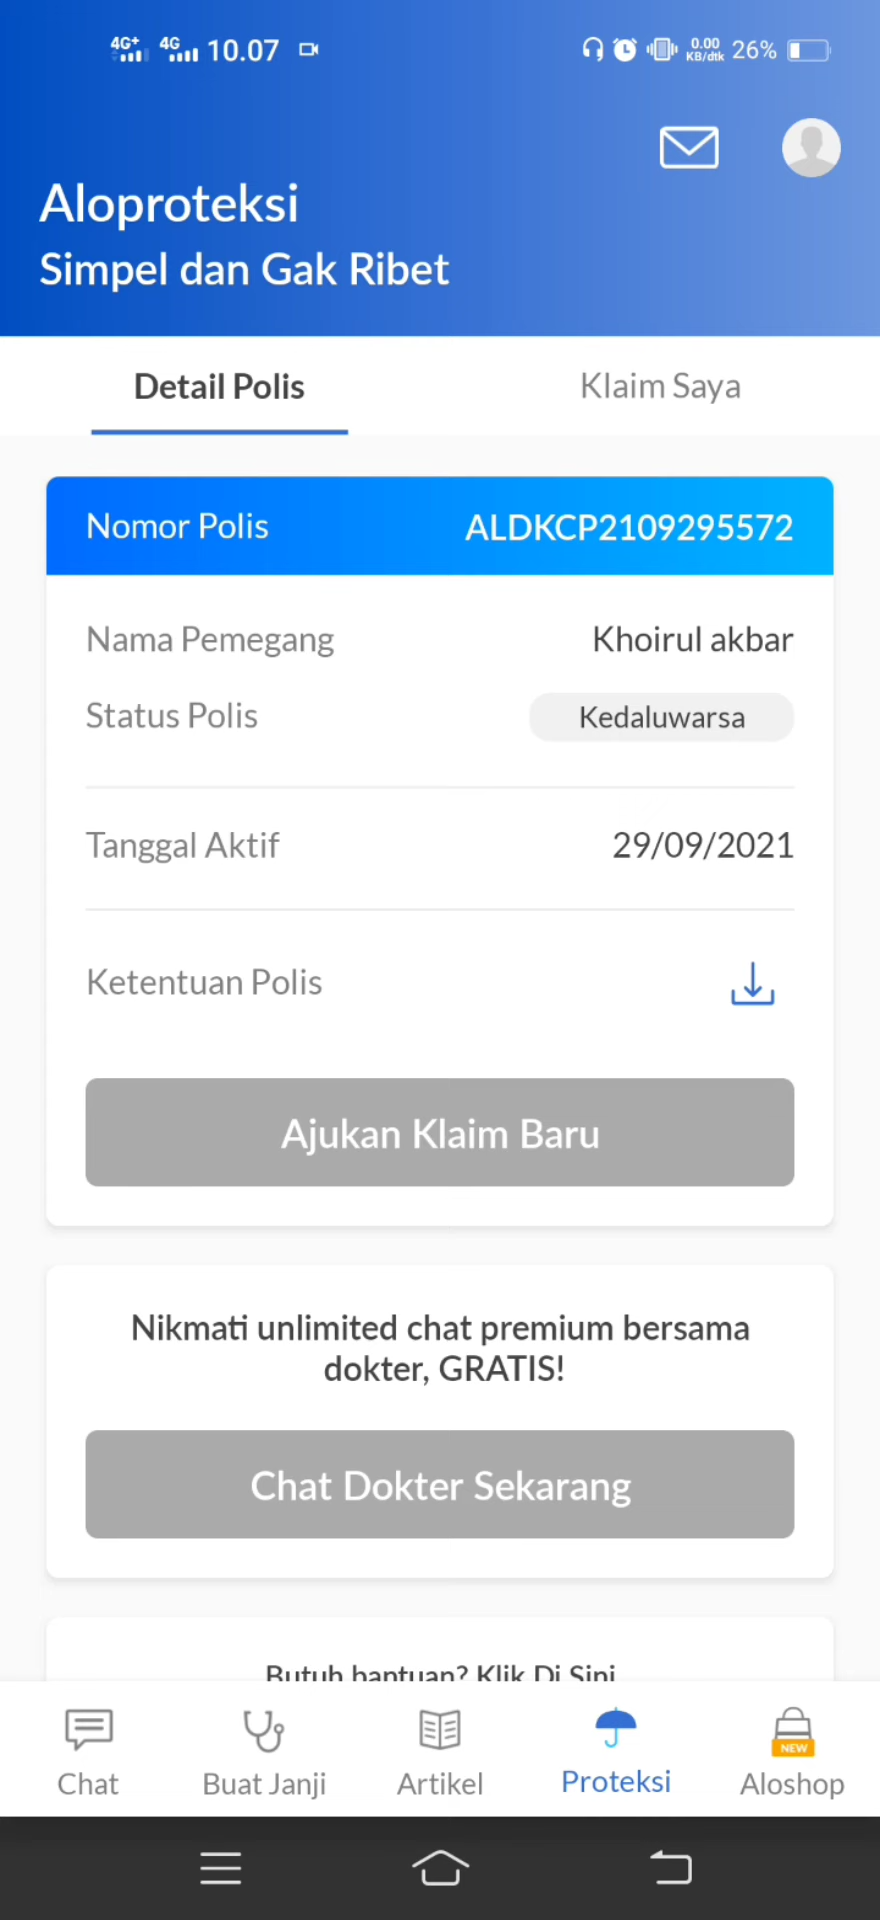 4G+ 4G 10.07 0.00 KB/dtk 26%
Aloproteksi
Simpel dan Gak Ribet
Detail Polis Klaim Saya
Nomor Polis ALDKCP2109295572
Nama Pemegang Khoirul akbar
Status Polis Kedaluwarsa
Tanggal Aktif 29/09/2021
Ketentuan Polis
Ajukan Klaim Baru
Nikmati unlimited chat premium bersama
dokter, GRATIS!
Chat Dokter Sekarang
Butuh bantuan? Klik Di Sini
NEW
Chat Buat Janji Artikel Proteksi Aloshop